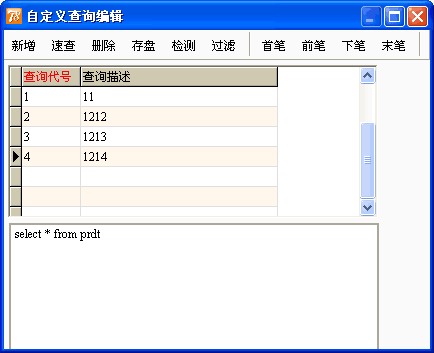 自定义查询编辑
新增 速查 删除 存盘 检测 过滤 首笔 前笔 下笔 末笔
查询代号 查询描述
1 11
2 1212
3 1213
4 1214
select * from prdt